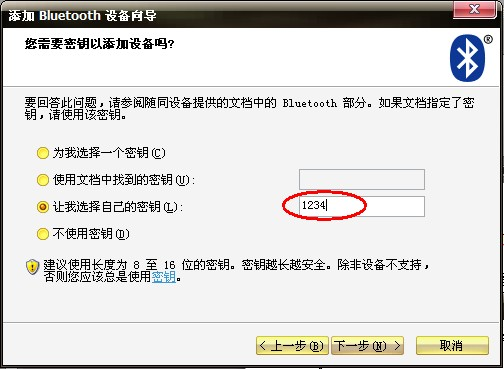 添加 Bluetooth 设备向导
您需要密钥以添加设备吗?
要回答此问题,请参阅随同设备提供的文档中的 Bluetooth 部分。如果文档指定了密
钥,请使用该密钥。
为我选择一个密钥(C)
使用文档中找到的密钥(U):
让我选择自己的密钥(L):
1234
不使用密钥(D)
建议使用长度为 8 至 16 位的密钥。密钥越长越安全。除非设备不支持,
否则您应该总是使用密钥。
< 上一步(B) 下一步(N) > 取消